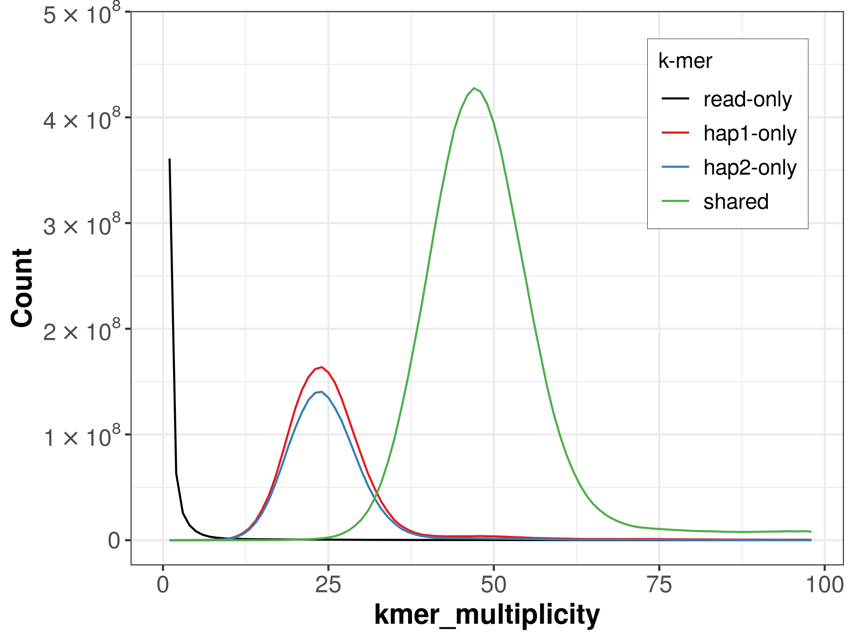 5 × 10⁸
4 × 10⁸
3 × 10⁸
2 × 10⁸
1 × 10⁸
0
Count
k-mer
read-only
hap1-only
hap2-only
shared
0 25 50 75 100
kmer_multiplicity